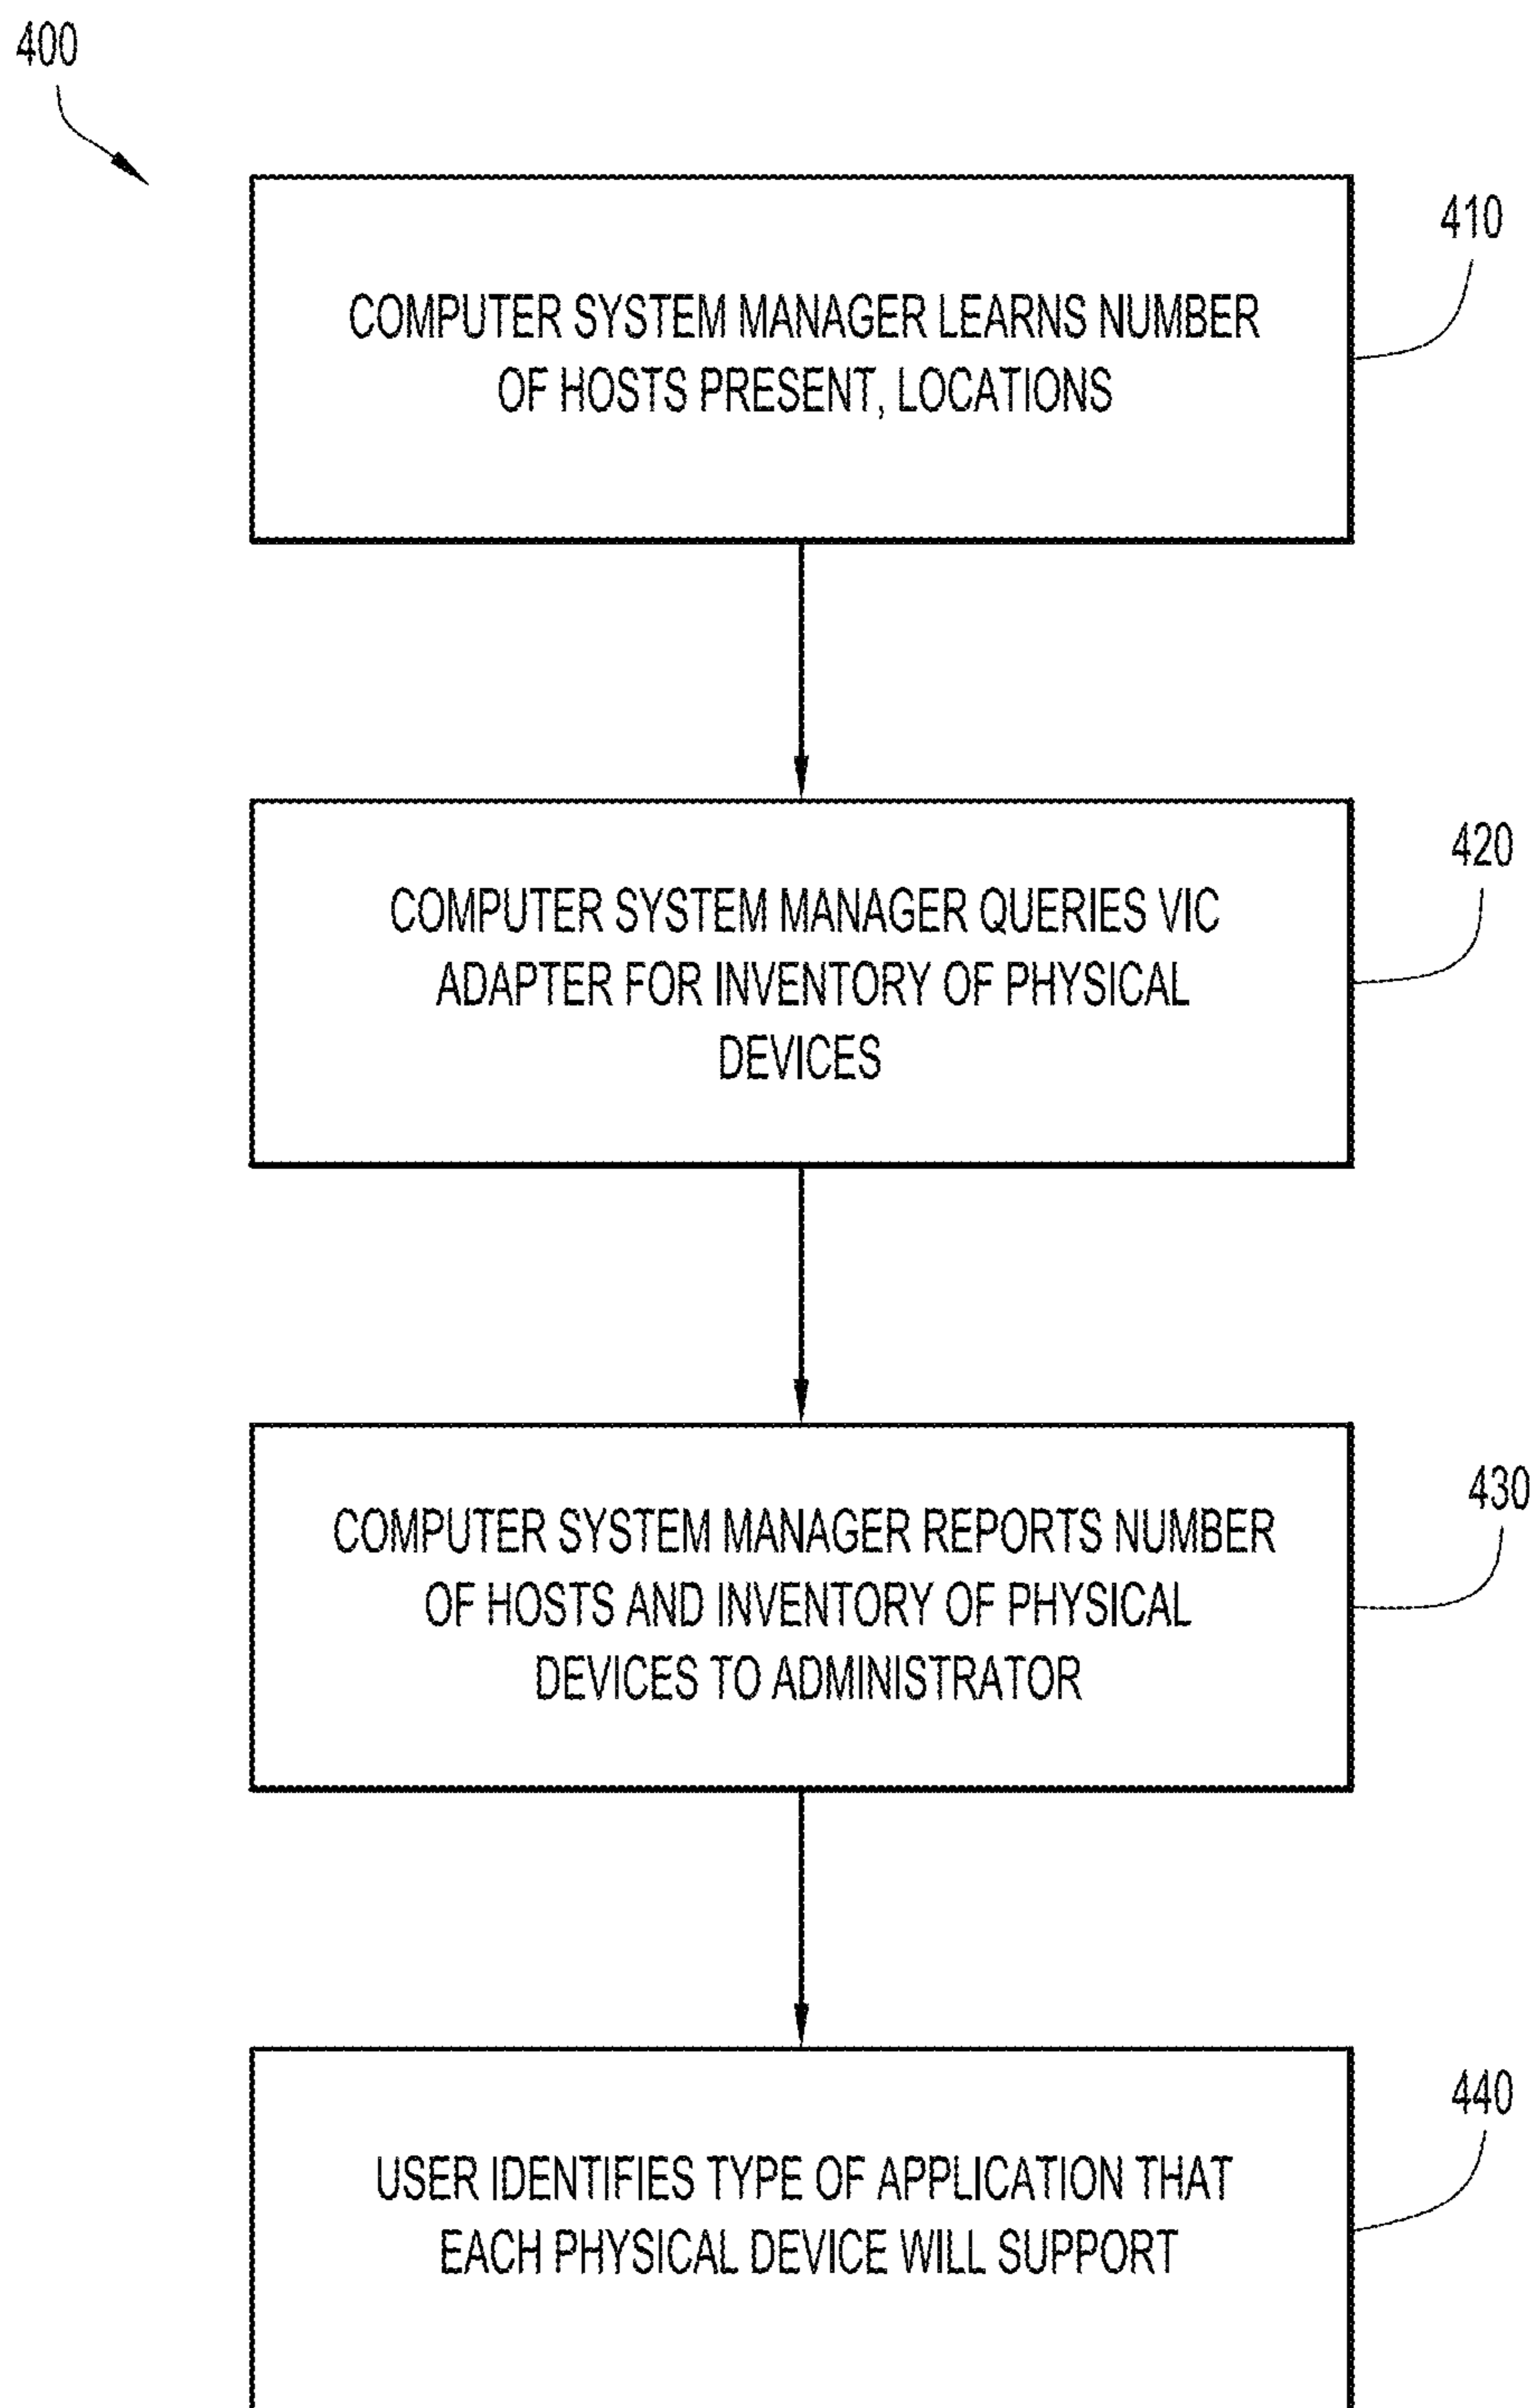 400
410
COMPUTER SYSTEM MANAGER LEARNS NUMBER
OF HOSTS PRESENT, LOCATIONS
420
COMPUTER SYSTEM MANAGER QUERIES VIC
ADAPTER FOR INVENTORY OF PHYSICAL
DEVICES
430
COMPUTER SYSTEM MANAGER REPORTS NUMBER
OF HOSTS AND INVENTORY OF PHYSICAL
DEVICES TO ADMINISTRATOR
440
USER IDENTIFIES TYPE OF APPLICATION THAT
EACH PHYSICAL DEVICE WILL SUPPORT